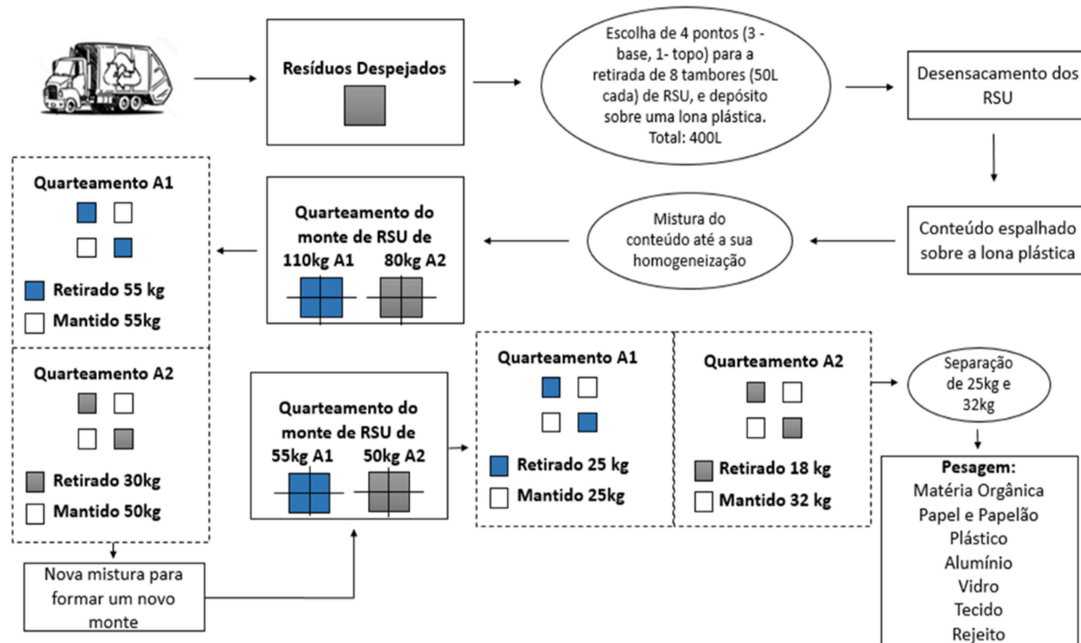 Resíduos Despejados
Escolha de 4 pontos (3 -
base, 1- topo) para a
retirada de 8 tambores (50L
cada) de RSU, e depósito
sobre uma lona plástica.
Total: 400L
Desensacamento dos
RSU
Conteúdo espalhado
sobre a lona plástica
Mistura do
conteúdo até a sua
homogeneização
Quarteamento do
monte de RSU de
110kg A1 80kg A2
Quarteamento A1
Retirado 55 kg
Mantido 55kg
Quarteamento A2
Retirado 30kg
Mantido 50kg
Nova mistura para
formar um novo
monte
Quarteamento do
monte de RSU de
55kg A1 50kg A2
Quarteamento A1
Retirado 25 kg
Mantido 25kg
Quarteamento A2
Retirado 18 kg
Mantido 32 kg
Separação
de 25kg e
32kg
Pesagem:
Matéria Orgânica
Papel e Papelão
Plástico
Alumínio
Vidro
Tecido
Rejeito